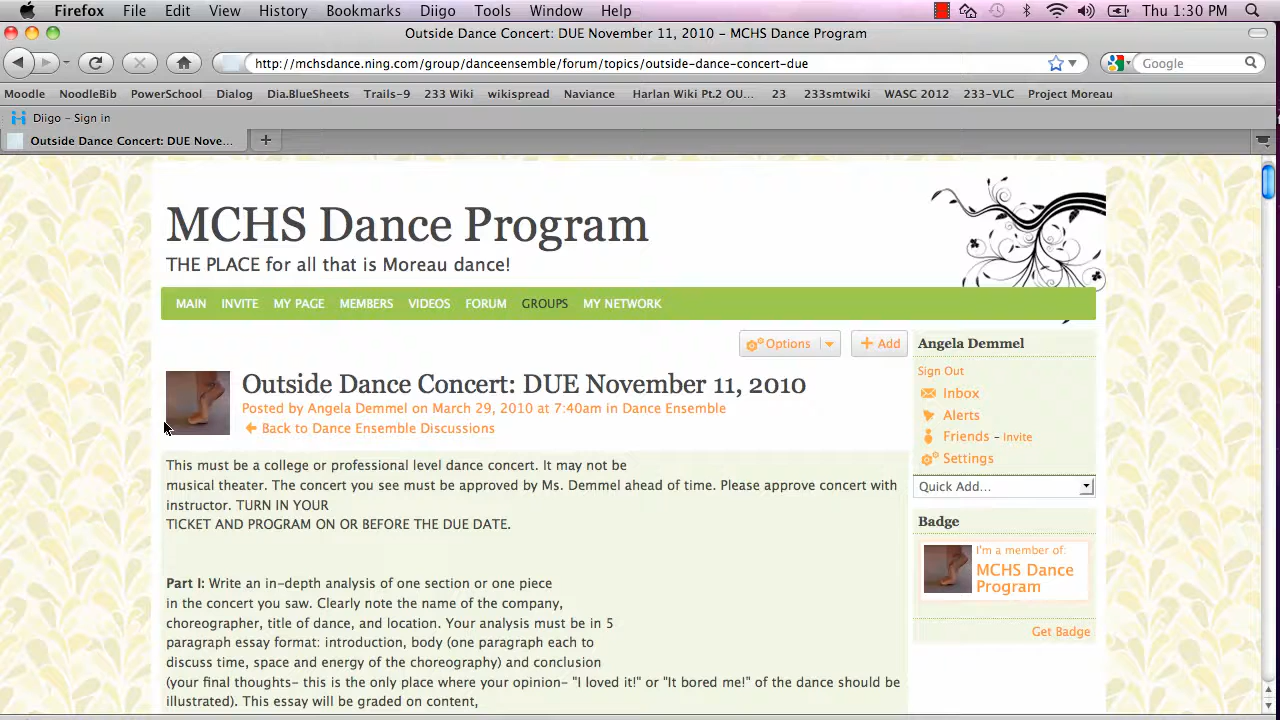 Firefox File Edit View History Bookmarks Diigo Tools Window Help Thu 1:30 PM
Outside Dance Concert: DUE November 11, 2010 – MCHS Dance Program
http://mchsdance.ning.com/group/danceensemble/forum/topics/outside-dance-concert-due Google
Moodle NoodleBib PowerSchool Dialog Dia.BlueSheets Trails-9 233 Wiki wikispread Naviance Harlan Wiki Pt.2 OU... 23 233smtwiki WASC 2012 233-VLC Project Moreau
Diigo – Sign in
Outside Dance Concert: DUE Nove...
MCHS Dance Program
THE PLACE for all that is Moreau dance!
MAIN INVITE MY PAGE MEMBERS VIDEOS FORUM GROUPS MY NETWORK
Options + Add
Outside Dance Concert: DUE November 11, 2010
Posted by Angela Demmel on March 29, 2010 at 7:40am in Dance Ensemble
Back to Dance Ensemble Discussions
This must be a college or professional level dance concert. It may not be
musical theater. The concert you see must be approved by Ms. Demmel ahead of time. Please approve concert with
instructor. TURN IN YOUR
TICKET AND PROGRAM ON OR BEFORE THE DUE DATE.
Part I: Write an in-depth analysis of one section or one piece
in the concert you saw. Clearly note the name of the company,
choreographer, title of dance, and location. Your analysis must be in 5
paragraph essay format: introduction, body (one paragraph each to
discuss time, space and energy of the choreography) and conclusion
(your final thoughts- this is the only place where your opinion- "I loved it!" or "It bored me!" of the dance should be
illustrated). This essay will be graded on content,
Angela Demmel
Sign Out
Inbox
Alerts
Friends - Invite
Settings
Quick Add...
Badge
I'm a member of:
MCHS Dance
Program
Get Badge